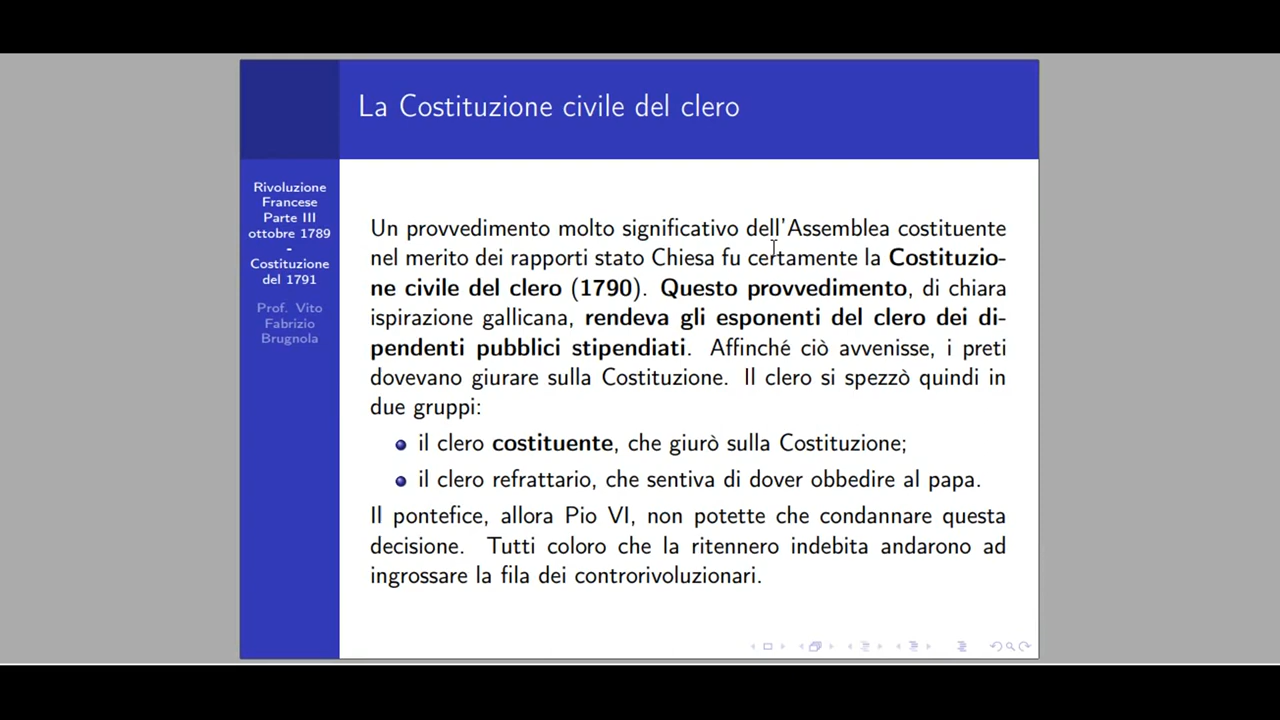 La Costituzione civile del clero
Rivoluzione
Francese
Parte III
ottobre 1789
-
Costituzione
del 1791
Prof. Vito
Fabrizio
Brugnola
Un provvedimento molto significativo dell'Assemblea costituente
nel merito dei rapporti stato Chiesa fu certamente la Costituzio-
ne civile del clero (1790). Questo provvedimento, di chiara
ispirazione gallicana, rendeva gli esponenti del clero dei di-
pendenti pubblici stipendiati. Affinché ciò avvenisse, i preti
dovevano giurare sulla Costituzione. Il clero si spezzò quindi in
due gruppi:
il clero costituente, che giurò sulla Costituzione;
il clero refrattario, che sentiva di dover obbedire al papa.
Il pontefice, allora Pio VI, non potette che condannare questa
decisione. Tutti coloro che la ritennero indebita andarono ad
ingrossare la fila dei controrivoluzionari.